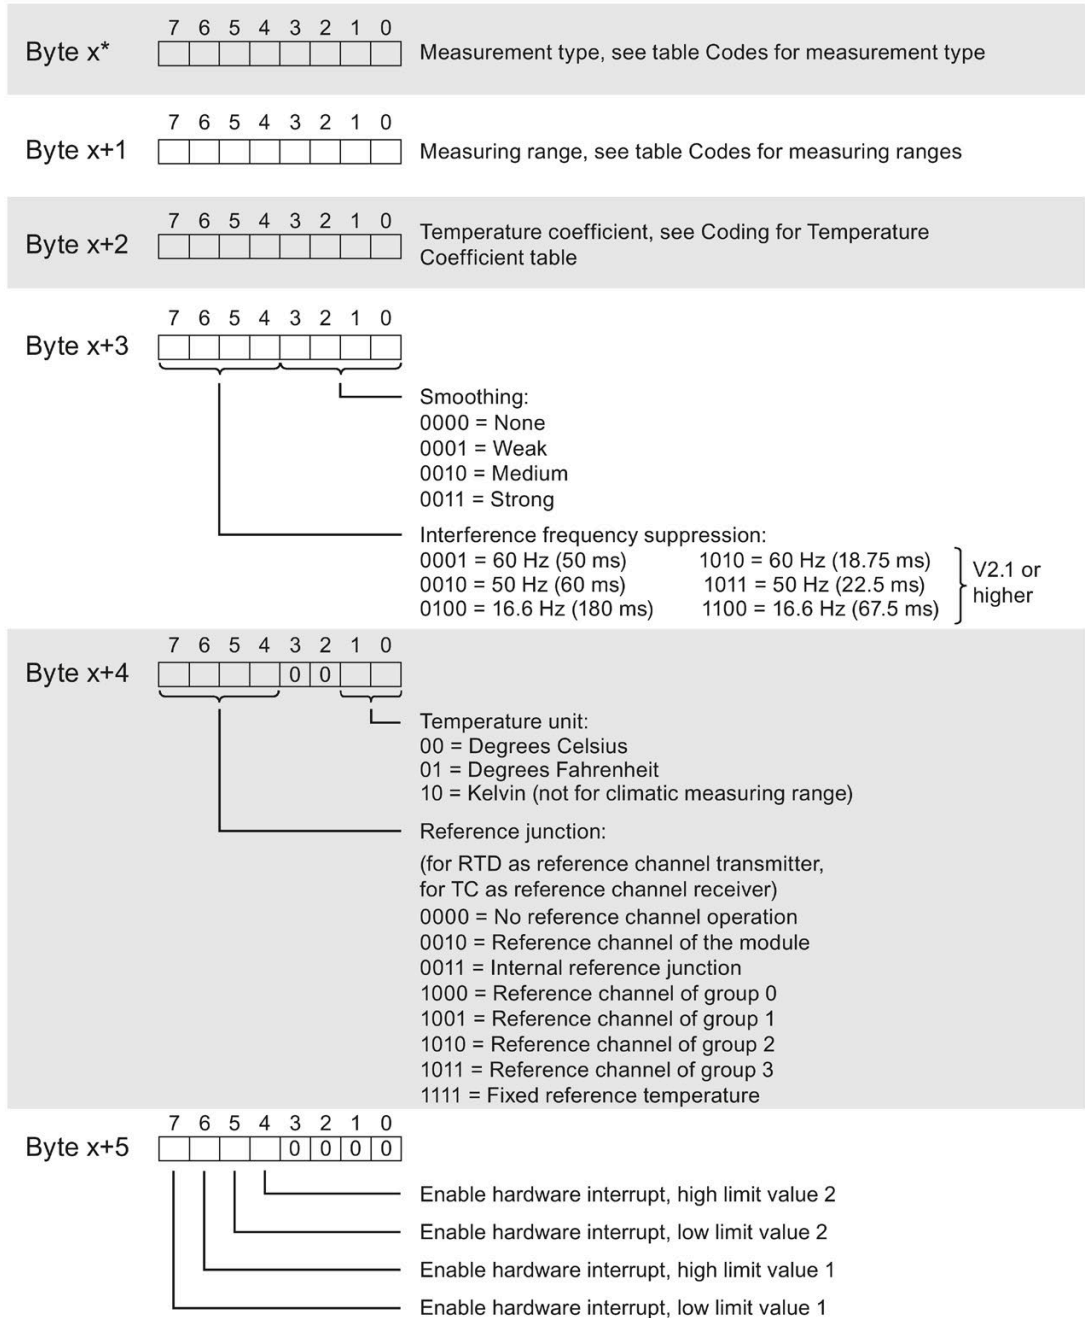 7 6 5 4 3 2 1 0
Byte x* Measurement type, see table Codes for measurement type
7 6 5 4 3 2 1 0
Byte x+1 Measuring range, see table Codes for measuring ranges
7 6 5 4 3 2 1 0
Byte x+2 Temperature coefficient, see Coding for Temperature
Coefficient table
7 6 5 4 3 2 1 0
Byte x+3
Smoothing:
0000 = None
0001 = Weak
0010 = Medium
0011 = Strong
Interference frequency suppression:
0001 = 60 Hz (50 ms) 1010 = 60 Hz (18.75 ms)
0010 = 50 Hz (60 ms) 1011 = 50 Hz (22.5 ms)
0100 = 16.6 Hz (180 ms) 1100 = 16.6 Hz (67.5 ms)
V2.1 or
higher
7 6 5 4 3 2 1 0
Byte x+4 0 0
Temperature unit:
00 = Degrees Celsius
01 = Degrees Fahrenheit
10 = Kelvin (not for climatic measuring range)
Reference junction:
(for RTD as reference channel transmitter,
for TC as reference channel receiver)
0000 = No reference channel operation
0010 = Reference channel of the module
0011 = Internal reference junction
1000 = Reference channel of group 0
1001 = Reference channel of group 1
1010 = Reference channel of group 2
1011 = Reference channel of group 3
1111 = Fixed reference temperature
7 6 5 4 3 2 1 0
Byte x+5 0 0 0 0
Enable hardware interrupt, high limit value 2
Enable hardware interrupt, low limit value 2
Enable hardware interrupt, high limit value 1
Enable hardware interrupt, low limit value 1